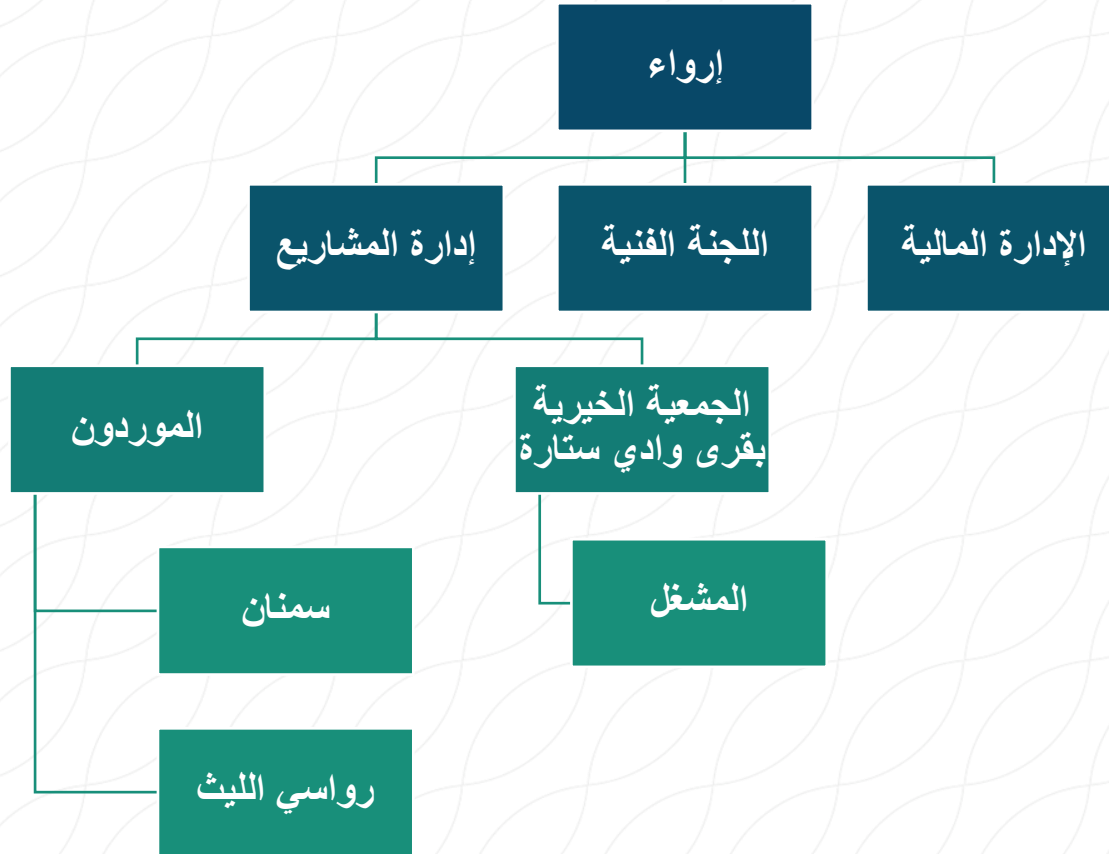 إرواء
الإدارة المالية
اللجنة الفنية
إدارة المشاريع
الجمعية الخيرية
بقرى وادي ستارة
الموردون
المشغل
سمنان
رواسي الليث